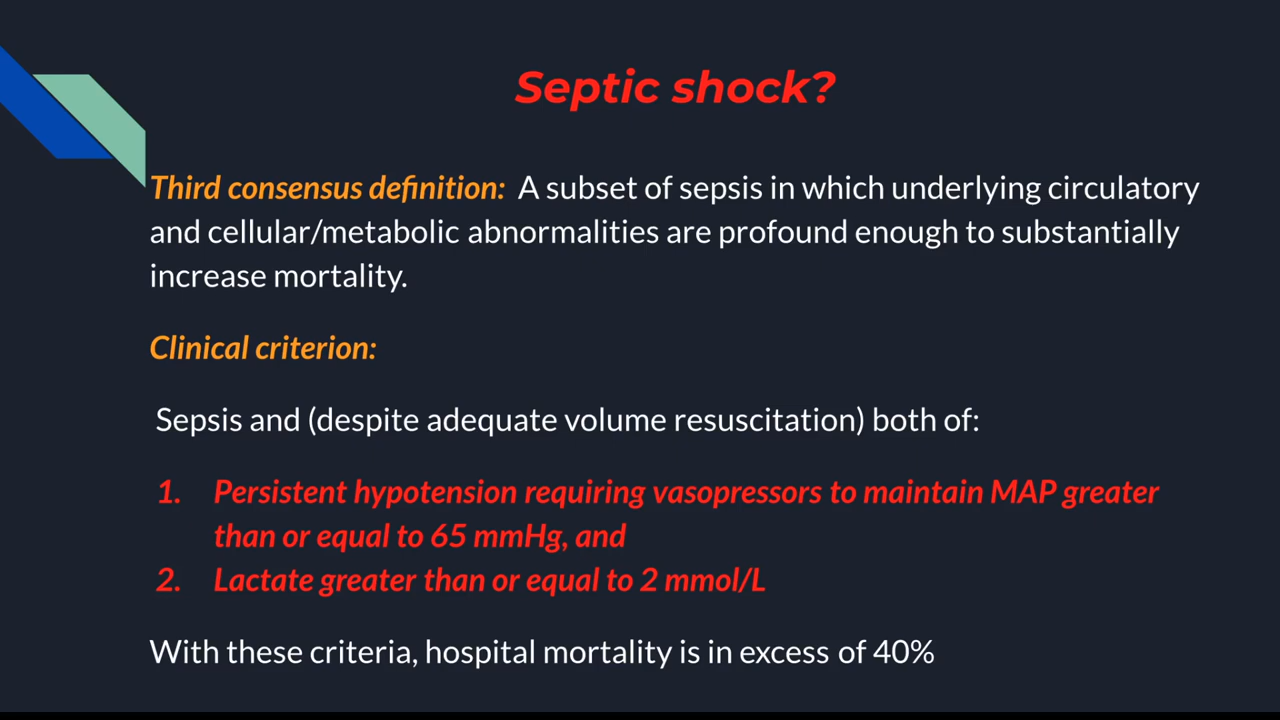 Septic shock?
Third consensus definition: A subset of sepsis in which underlying circulatory
and cellular/metabolic abnormalities are profound enough to substantially
increase mortality.
Clinical criterion:
Sepsis and (despite adequate volume resuscitation) both of:
1. Persistent hypotension requiring vasopressors to maintain MAP greater
than or equal to 65 mmHg, and
2. Lactate greater than or equal to 2 mmol/L
With these criteria, hospital mortality is in excess of 40%